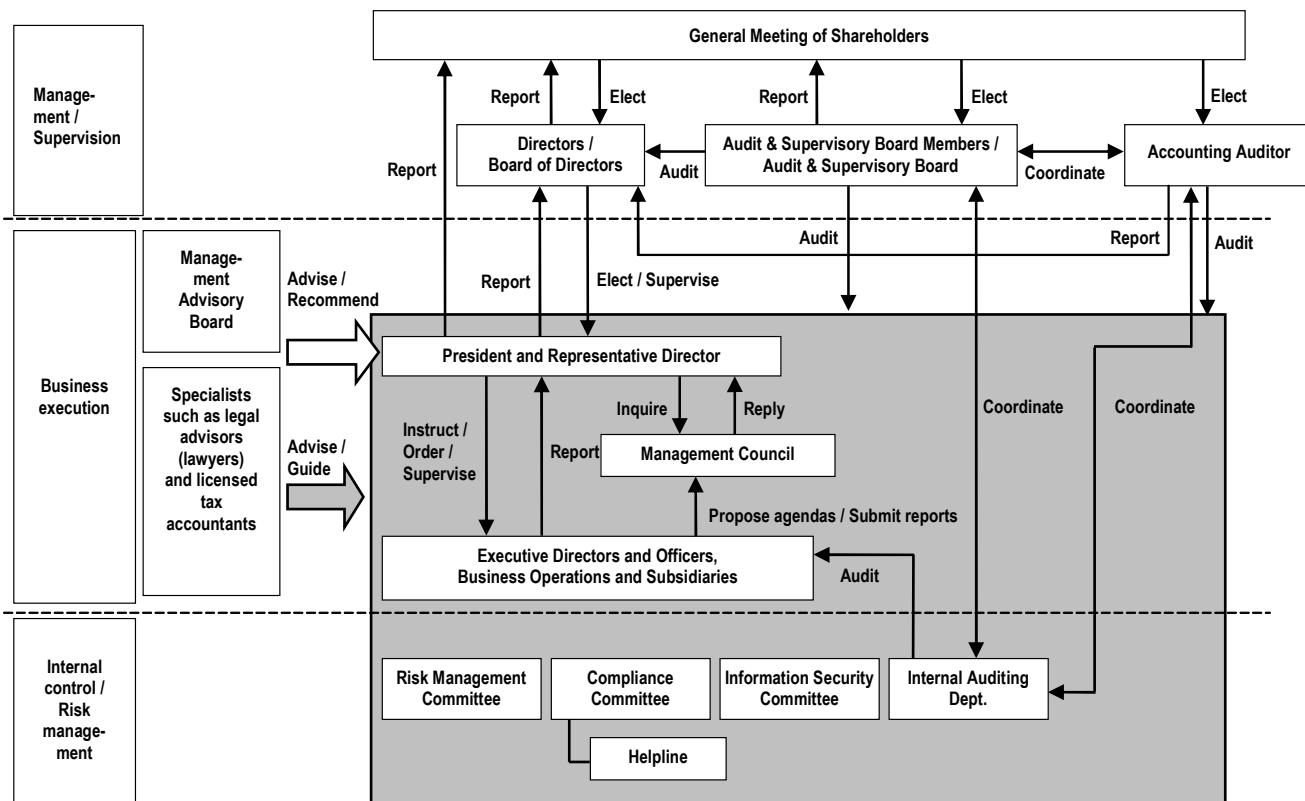 General Meeting of Shareholders
Manage-
ment /
Supervision
Report
Elect
Report
Elect
Elect
Directors /
Board of Directors
Audit & Supervisory Board Members /
Audit & Supervisory Board
Accounting Auditor
Report
Audit
Coordinate
Business
execution
Manage-
ment
Advisory
Board
Advise /
Recommend
Report
Elect / Supervise
Audit
Report
Audit
President and Representative Director
Specialists
such as legal
advisors
(lawyers)
and licensed
tax
accountants
Advise /
Guide
Instruct /
Order /
Supervise
Report
Inquire
Reply
Coordinate
Coordinate
Management Council
Propose agendas / Submit reports
Executive Directors and Officers,
Business Operations and Subsidiaries
Audit
Internal
control /
Risk
manage-
ment
Risk Management
Committee
Compliance
Committee
Information Security
Committee
Internal Auditing
Dept.
Helpline